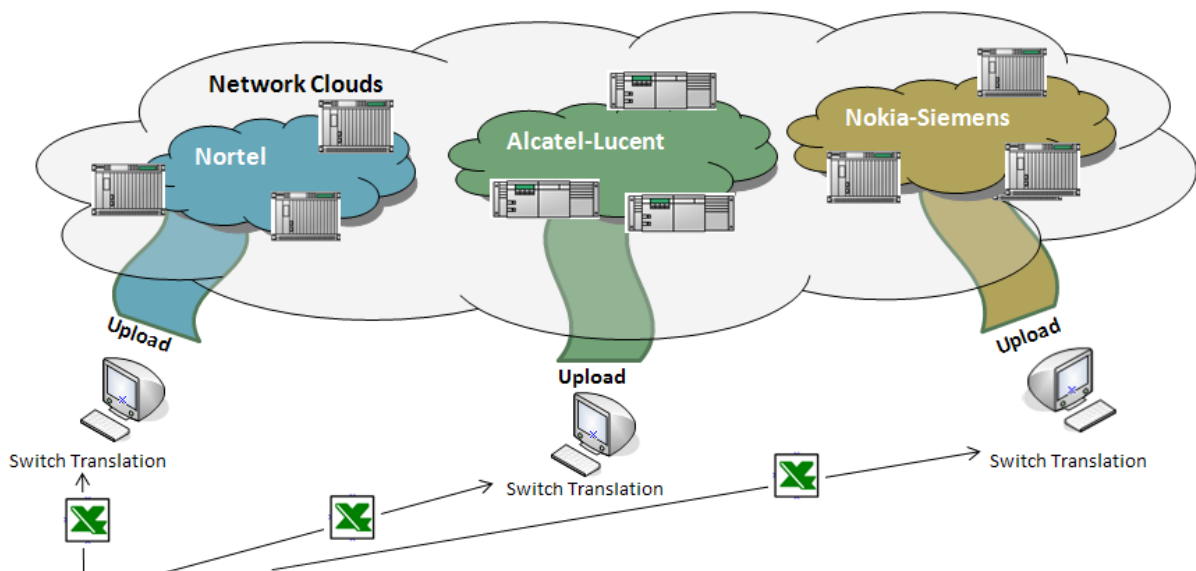 Network Clouds
Nortel
Alcatel-Lucent
Nokia-Siemens
Upload
Upload
Upload
Switch Translation
Switch Translation
Switch Translation